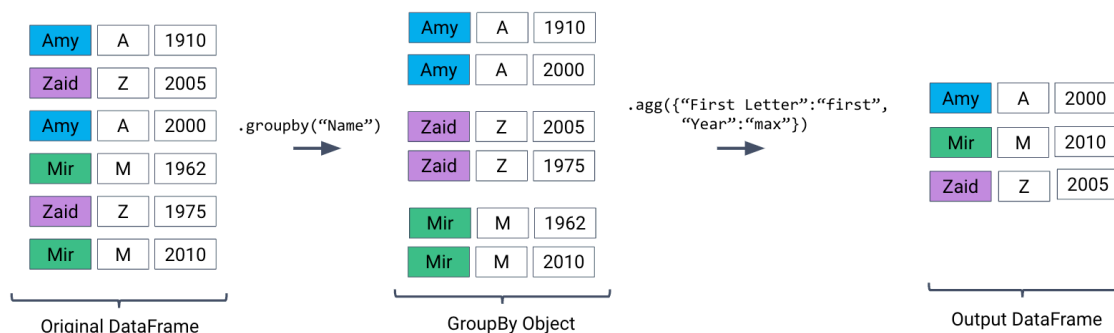 Amy A 1910
Zaid Z 2005
Amy A 2000
Mir M 1962
Zaid Z 1975
Mir M 2010
Original DataFrame
.groupby(“Name”)
Amy A 1910
Amy A 2000
Zaid Z 2005
Zaid Z 1975
Mir M 1962
Mir M 2010
GroupBy Object
.agg({“First Letter”:“first”,
“Year”:“max”})
Amy A 2000
Mir M 2010
Zaid Z 2005
Output DataFrame